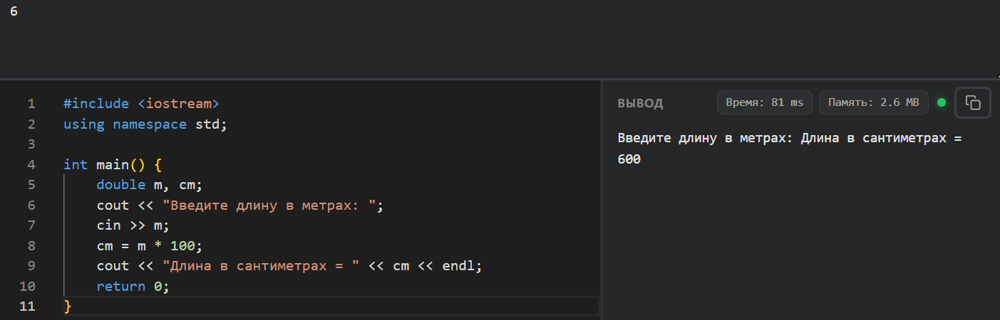 6
1 #include <iostream>
2 using namespace std;
3
4 int main() {
5 double m, cm;
6 cout << "Введите длину в метрах: ";
7 cin >> m;
8 cm = m * 100;
9 cout << "Длина в сантиметрах = " << cm << endl;
10 return 0;
11 }
ВЫВОД Время: 81 ms Память: 2.6 MB
Введите длину в метрах: Длина в сантиметрах =
600